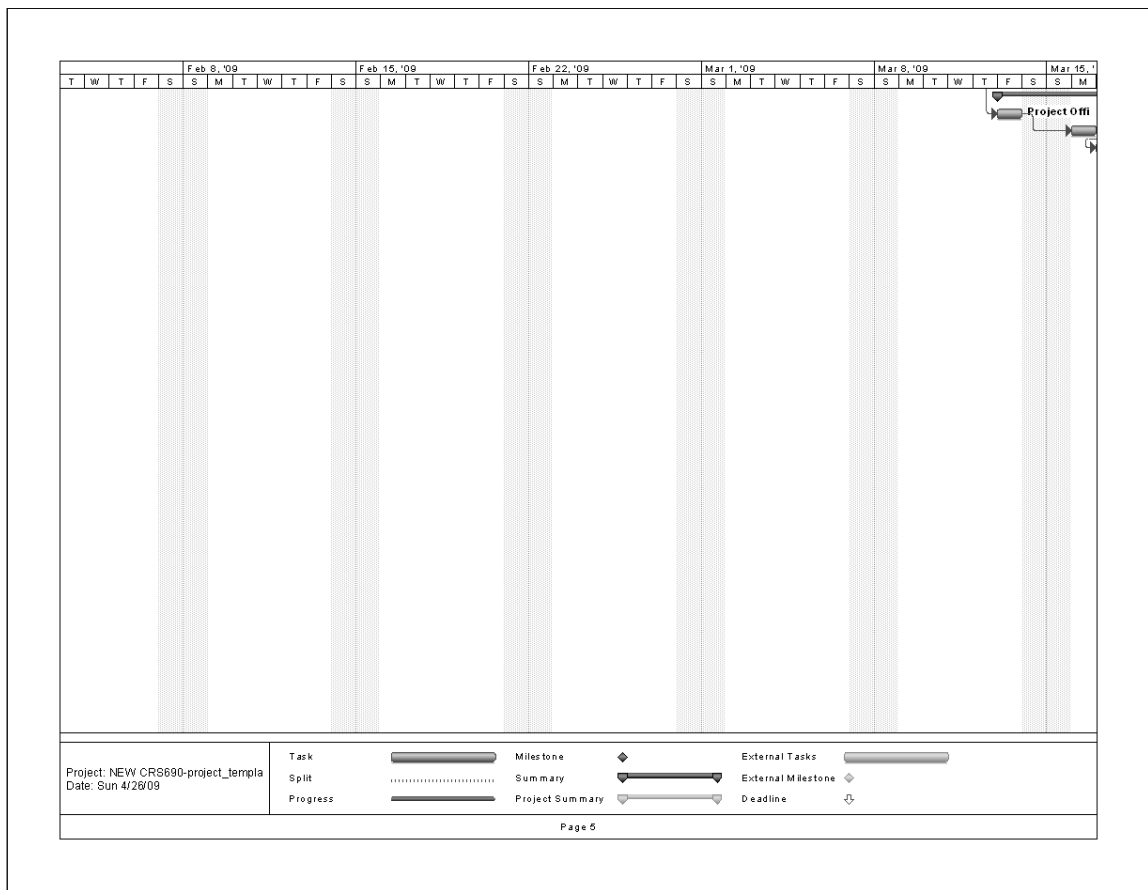 Feb 8, '09 Feb 15, '09 Feb 22, '09 Mar 1, '09 Mar 8, '09 Mar 15, '
T W T F S S M T W T F S S M T W T F S S M T W T F S S M T W T F S S M T W T F S S M
Project Offi
Project: NEW CRS690-project_templa
Date: Sun 4/26/09
Task Milestone External Tasks
Split Summary External Milestone
Progress Project Summary Deadline
Page 5